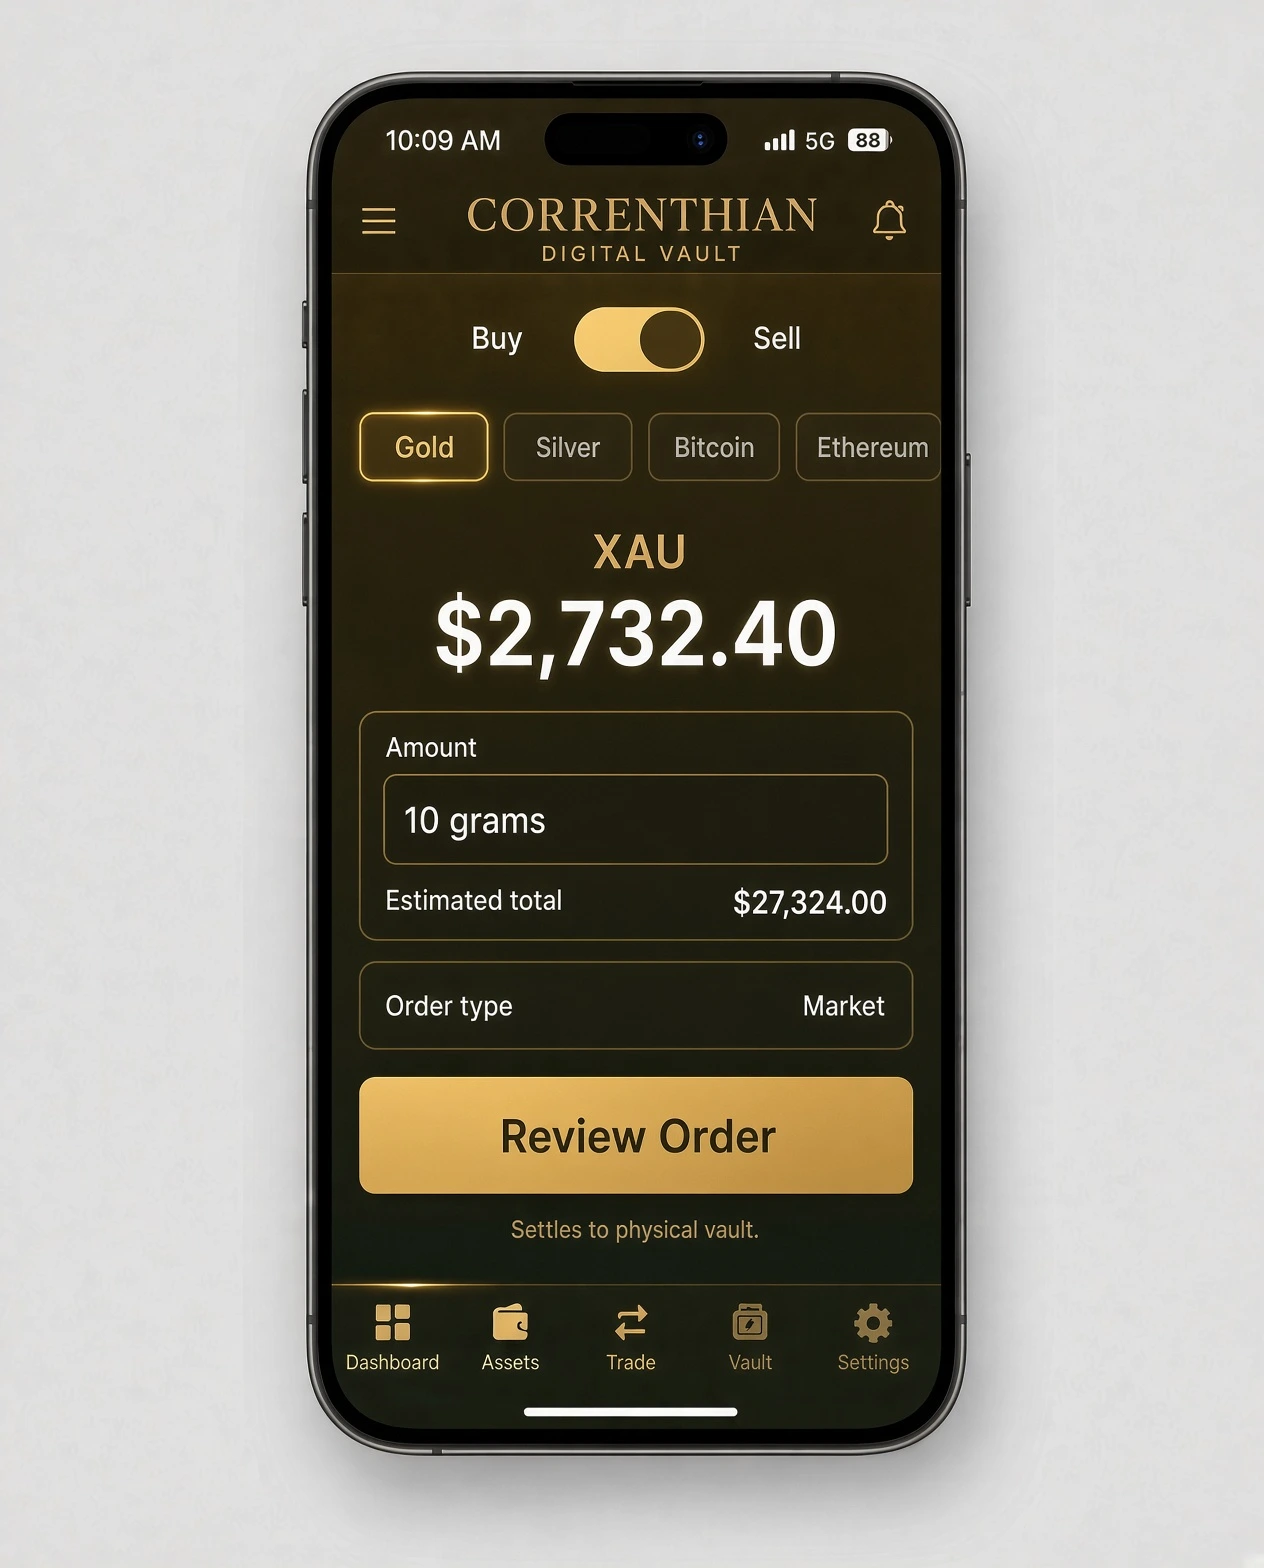 10:09 AM 5G 88
CORRENTHIAN
DIGITAL VAULT
Buy Sell
Gold Silver Bitcoin Ethereum
XAU
$2,732.40
Amount
10 grams
Estimated total $27,324.00
Order type Market
Review Order
Settles to physical vault.
Dashboard Assets Trade Vault Settings